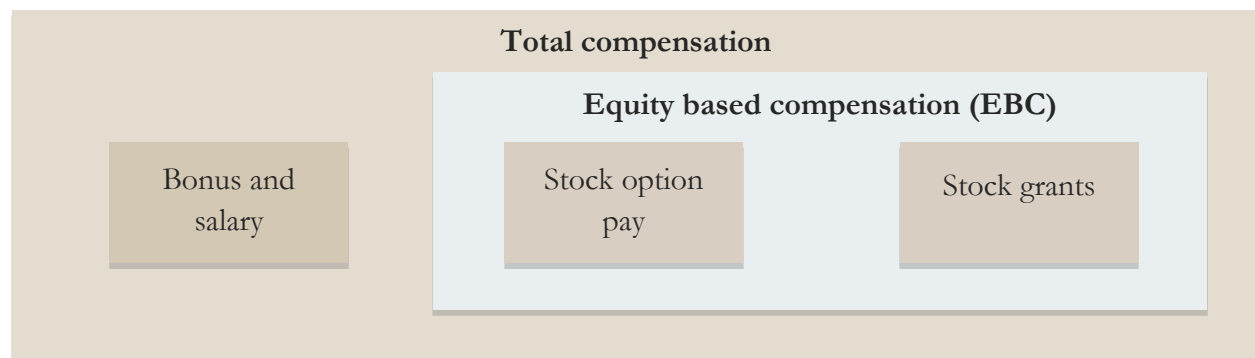 Total compensation
Equity based compensation (EBC)
Bonus and
salary
Stock option
pay
Stock grants